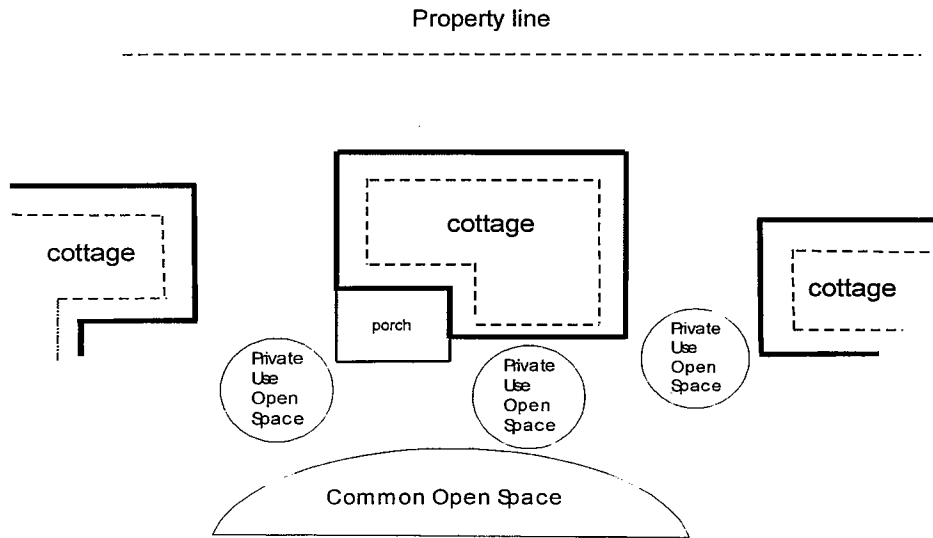 Property line
cottage
cottage
cottage
porch
Private
Use
Open
Space
Private
Use
Open
Space
Private
Use
Open
Space
Common Open Space